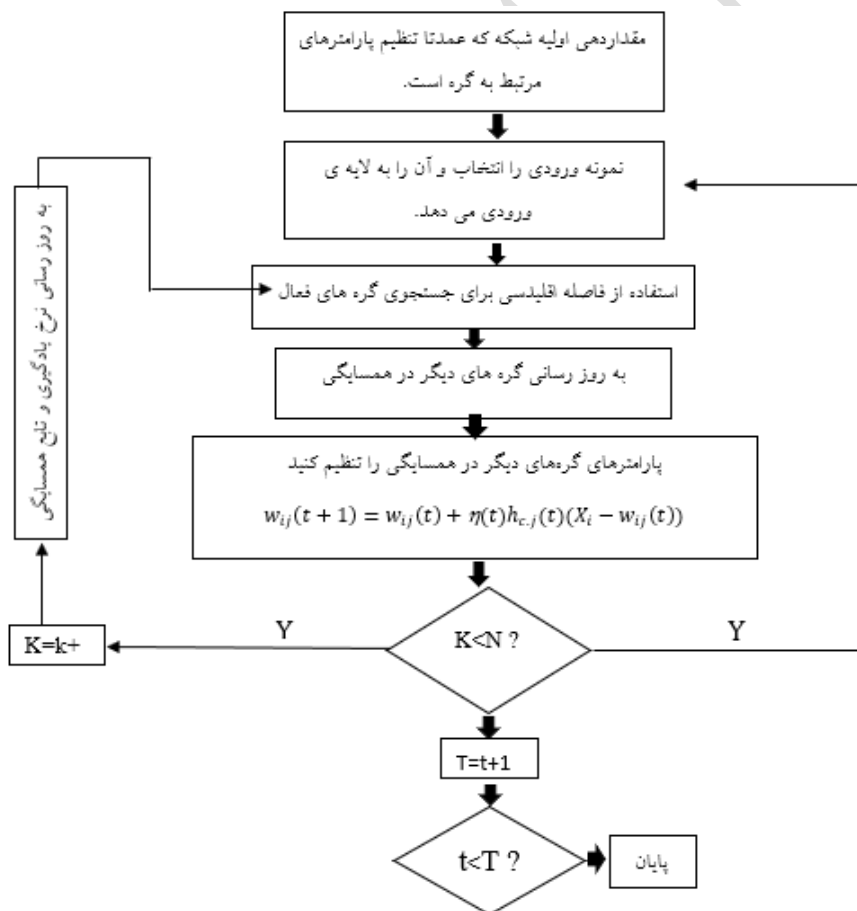 مقداردهی اولیه شبکه که عمدتا تنظیم پارامترهای
مرتبط به گره است.
نمونه ورودی را انتخاب و آن را به لایه ی
ورودی می دهد.
استفاده از فاصله اقلیدسی برای جستجوی گره های فعال
به روز رسانی گره های دیگر در همسایگی
پارامترهای گره‌های دیگر در همسایگی را تنظیم کنید
w_{ij}(t + 1) = w_{ij}(t) + η(t)h_{c.j}(t)(X_i − w_{ij}(t))
به روز رسانی نرخ یادگیری و تابع همسایگی
K<N ?
Y
Y
K=k+
T=t+1
t<T ?
پایان